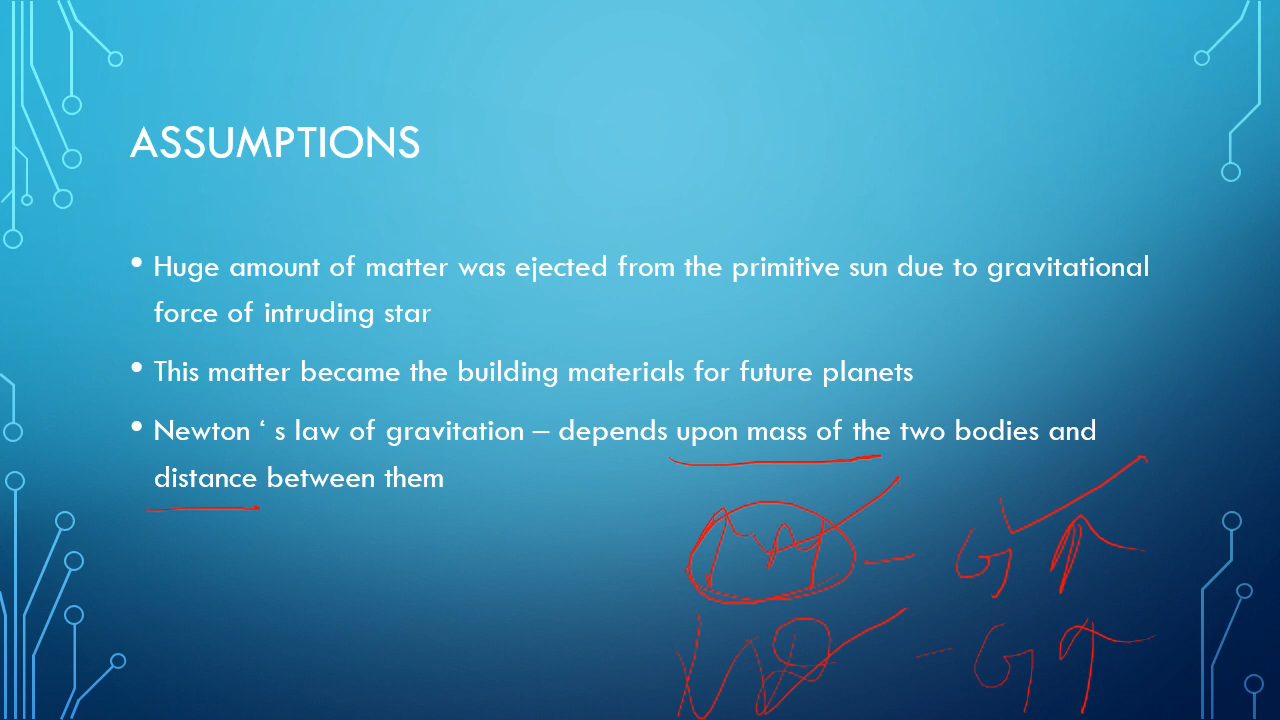 ASSUMPTIONS
• Huge amount of matter was ejected from the primitive sun due to gravitational
force of intruding star
• This matter became the building materials for future planets
• Newton ‘ s law of gravitation – depends upon mass of the two bodies and
distance between them
M – G ↑
– G ↑